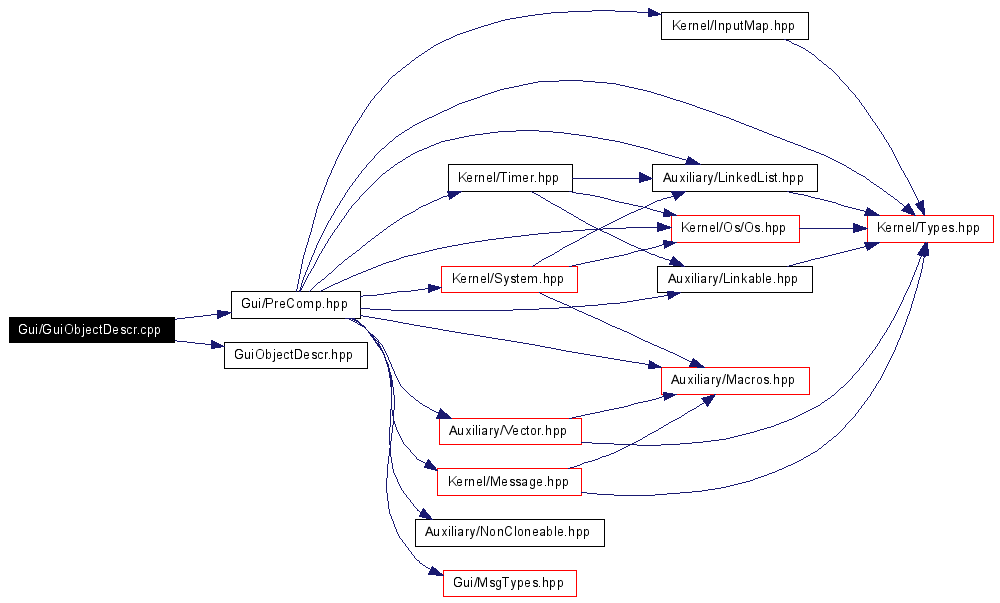 Kernel/InputMap.hpp
Kernel/Timer.hpp
Auxiliary/LinkedList.hpp
Kernel/Os/Os.hpp
Kernel/Types.hpp
Kernel/System.hpp
Auxiliary/Linkable.hpp
Gui/PreComp.hpp
Gui/GuiObjectDescr.cpp
GuiObjectDescr.hpp
Auxiliary/Macros.hpp
Auxiliary/Vector.hpp
Kernel/Message.hpp
Auxiliary/NonCloneable.hpp
Gui/MsgTypes.hpp